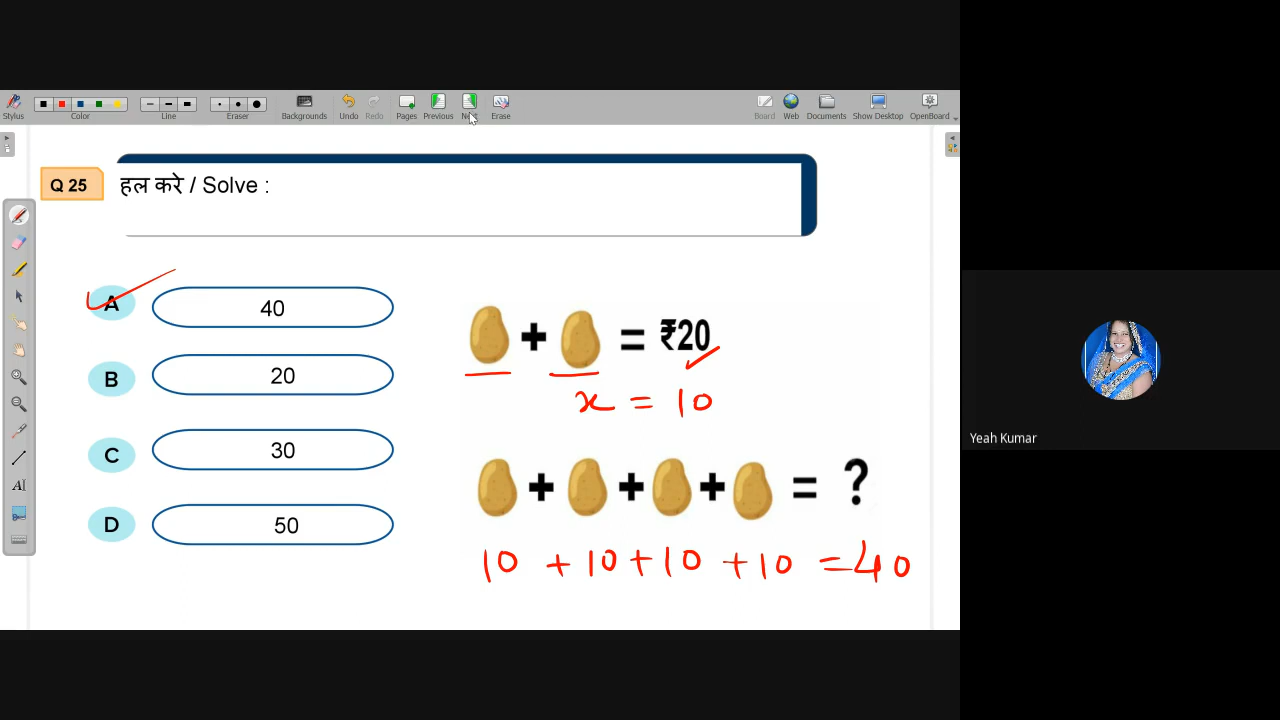 Stylus Color Line Eraser Backgrounds Undo Redo Pages Previous Erase Board Web Documents Show Desktop OpenBoard
Q 25 हल करे / Solve :
A 40
B 20
C 30
D 50
+ = ₹20
x = 10
+ + + = ?
10 + 10 + 10 + 10 = 40
AI
Yeah Kumar